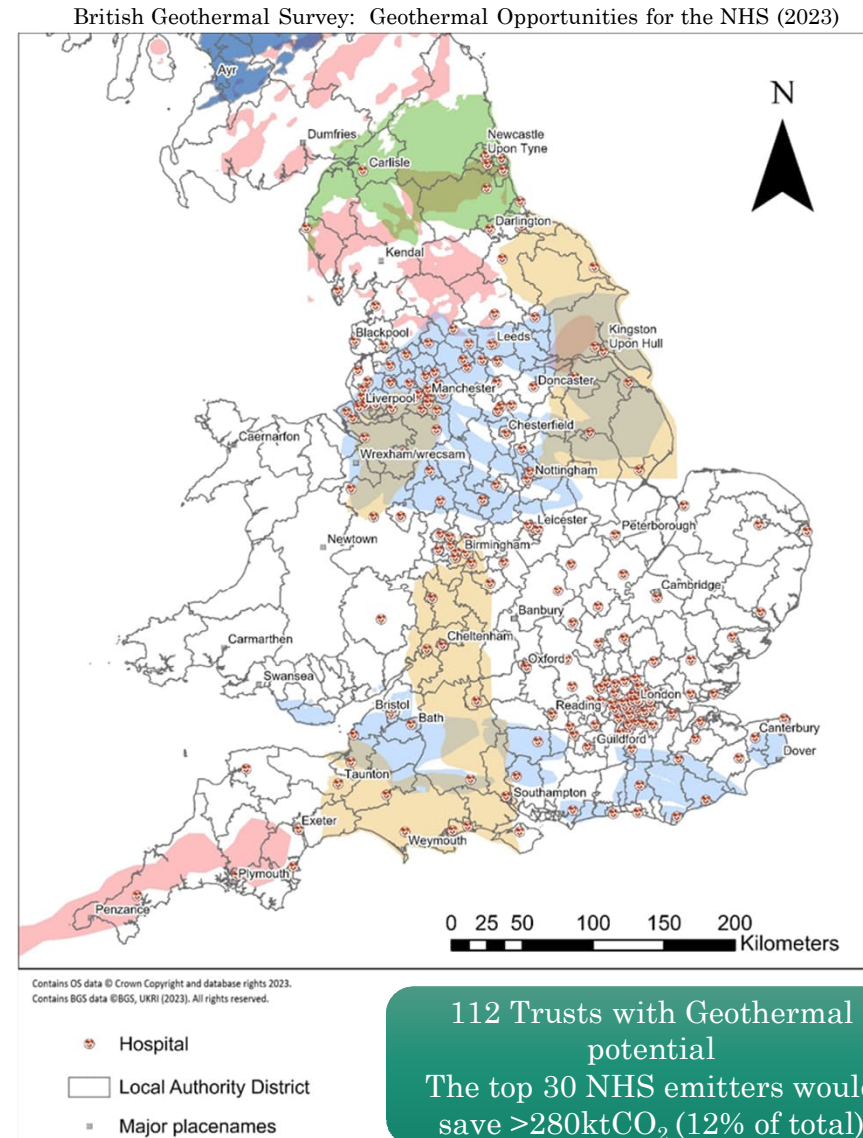 British Geothermal Survey: Geothermal Opportunities for the NHS (2023)
Ayr
N
Dumfries
Newcastle
Upon Tyne
Carlisle
Darlington
Kendal
Blackpool
Leeds
Kingston
Upon Hull
Manchester
Doncaster
Liverpool
Caernarfon
Chesterfield
Wrexham/wrecsam
Nottingham
Newtown
Leicester
Peterborough
Birmingham
Cambridge
Banbury
Carmarthen
Cheltenham
Swansea
Oxford
London
Bristol
Reading
Bath
Canterbury
Guildford
Dover
Taunton
Southampton
Exeter
Weymouth
Plymouth
Penzance
0 25 50 100 150 200
Kilometers
Contains OS data © Crown Copyright and database rights 2023.
Contains BGS data ©BGS, UKRI (2023). All rights reserved.
Hospital
Local Authority District
Major placenames
112 Trusts with Geothermal
potential
The top 30 NHS emitters would
save >280ktCO₂ (12% of total)